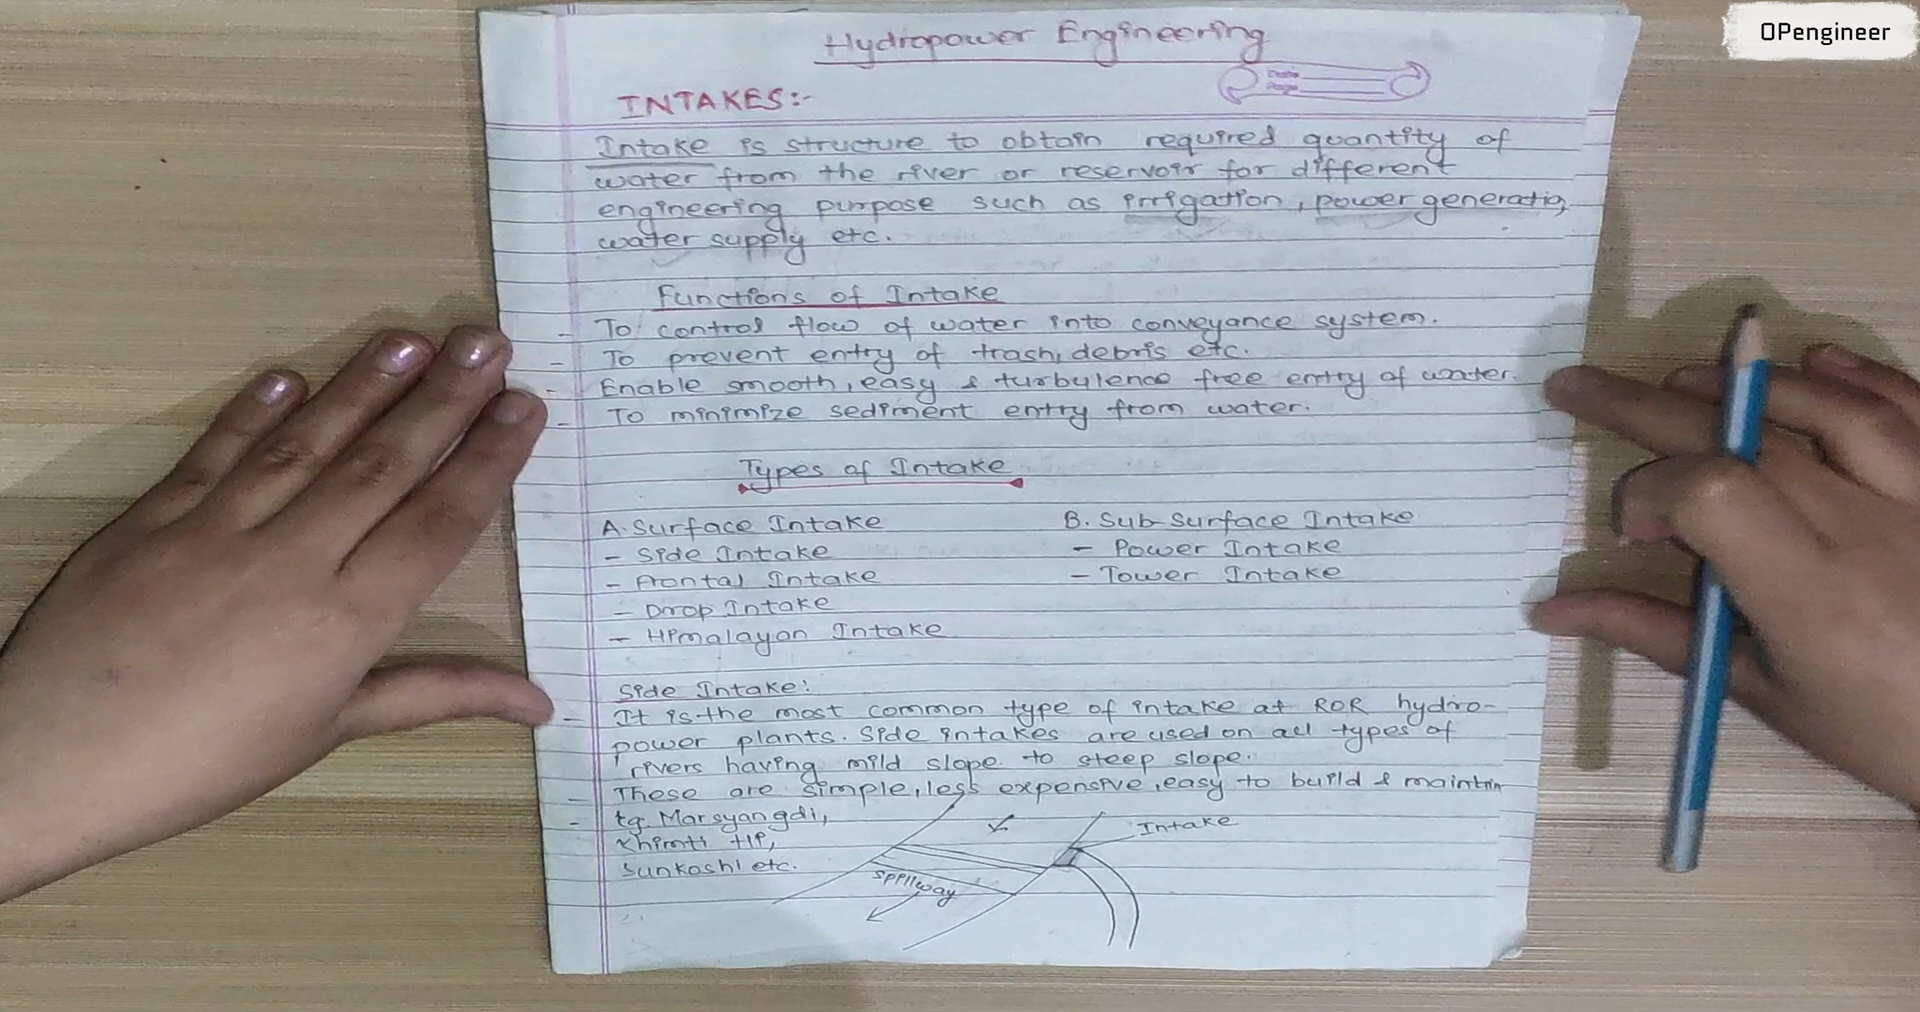 OPengineer
Hydropower Engineering
Date
Page
INTAKES:-
Intake is structure to obtain required quantity of
water from the river or reservoir for different
engineering purpose such as irrigation, power generation,
water supply etc.
Functions of Intake
- To control flow of water into conveyance system.
- To prevent entry of trash, debris etc.
- Enable smooth, easy & turbulence free entry of water.
- To minimize sediment entry from water.
Types of Intake
A. Surface Intake B. Sub Surface Intake
- Side Intake - Power Intake
- Frontal Intake - Tower Intake
- Drop Intake
- Himalayan Intake
Side Intake:
- It is the most common type of intake at ROR hydro-
power plants. Side intakes are used on all types of
rivers having mild slope to steep slope.
- These are simple, less expensive, easy to build & maintain
- Eg. Marsyangdi,
Khimti HP,
Sunkoshi etc.
Intake
Spillway